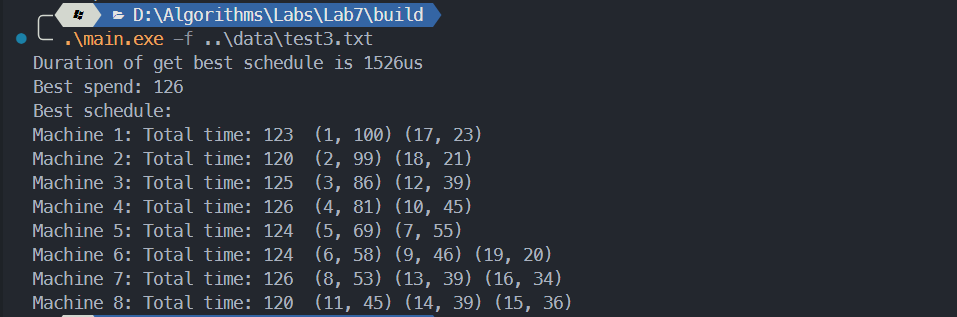 D:\Algorithms\Labs\Lab7\build
.\main.exe -f ..\data\test3.txt
Duration of get best schedule is 1526us
Best spend: 126
Best schedule:
Machine 1: Total time: 123  (1, 100) (17, 23)
Machine 2: Total time: 120  (2, 99) (18, 21)
Machine 3: Total time: 125  (3, 86) (12, 39)
Machine 4: Total time: 126  (4, 81) (10, 45)
Machine 5: Total time: 124  (5, 69) (7, 55)
Machine 6: Total time: 124  (6, 58) (9, 46) (19, 20)
Machine 7: Total time: 126  (8, 53) (13, 39) (16, 34)
Machine 8: Total time: 120  (11, 45) (14, 39) (15, 36)